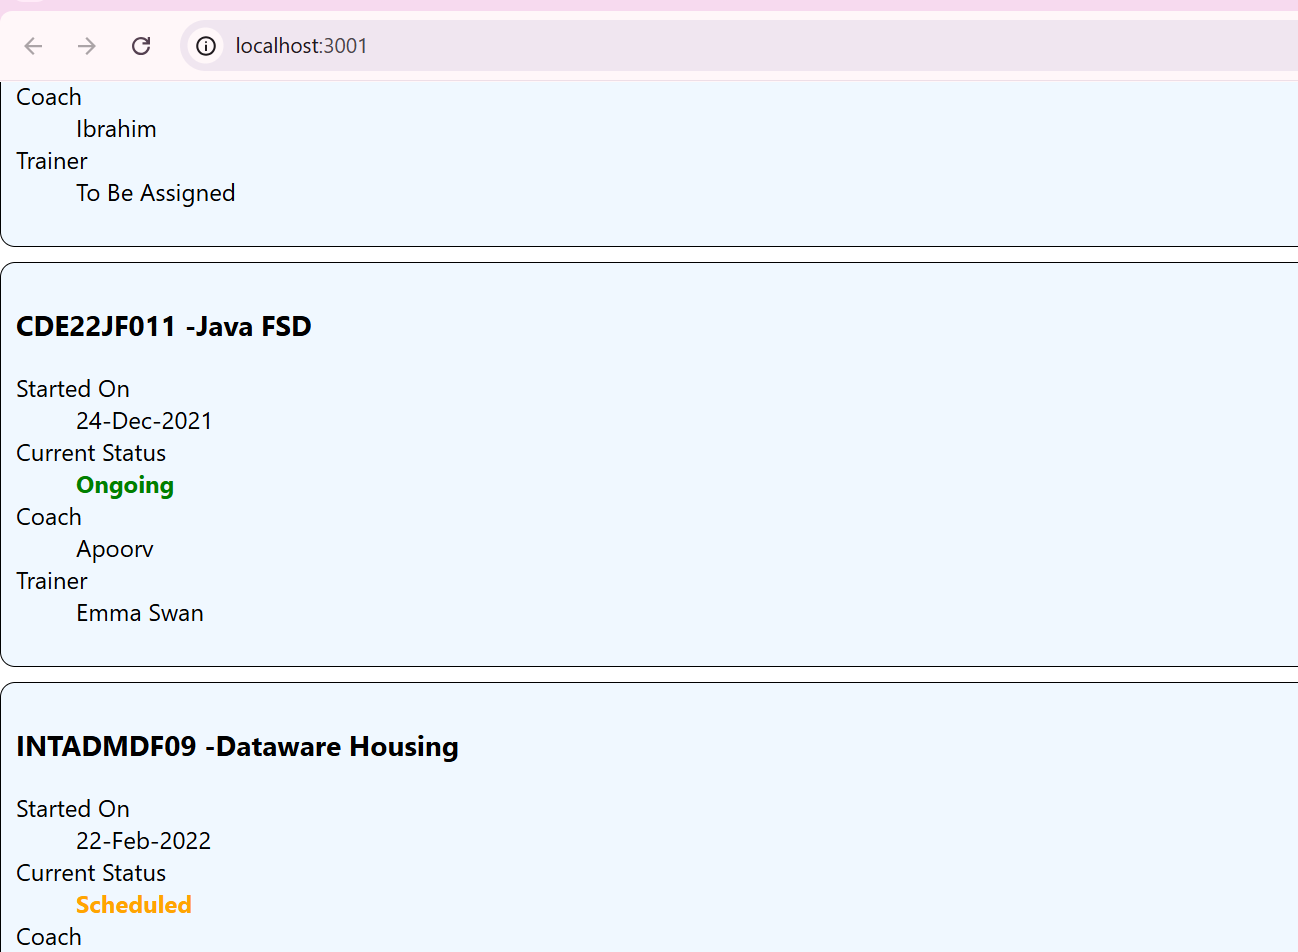 localhost:3001
Coach
Ibrahim
Trainer
To Be Assigned
CDE22JF011 -Java FSD
Started On
24-Dec-2021
Current Status
Ongoing
Coach
Apoorv
Trainer
Emma Swan
INTADMDF09 -Dataware Housing
Started On
22-Feb-2022
Current Status
Scheduled
Coach